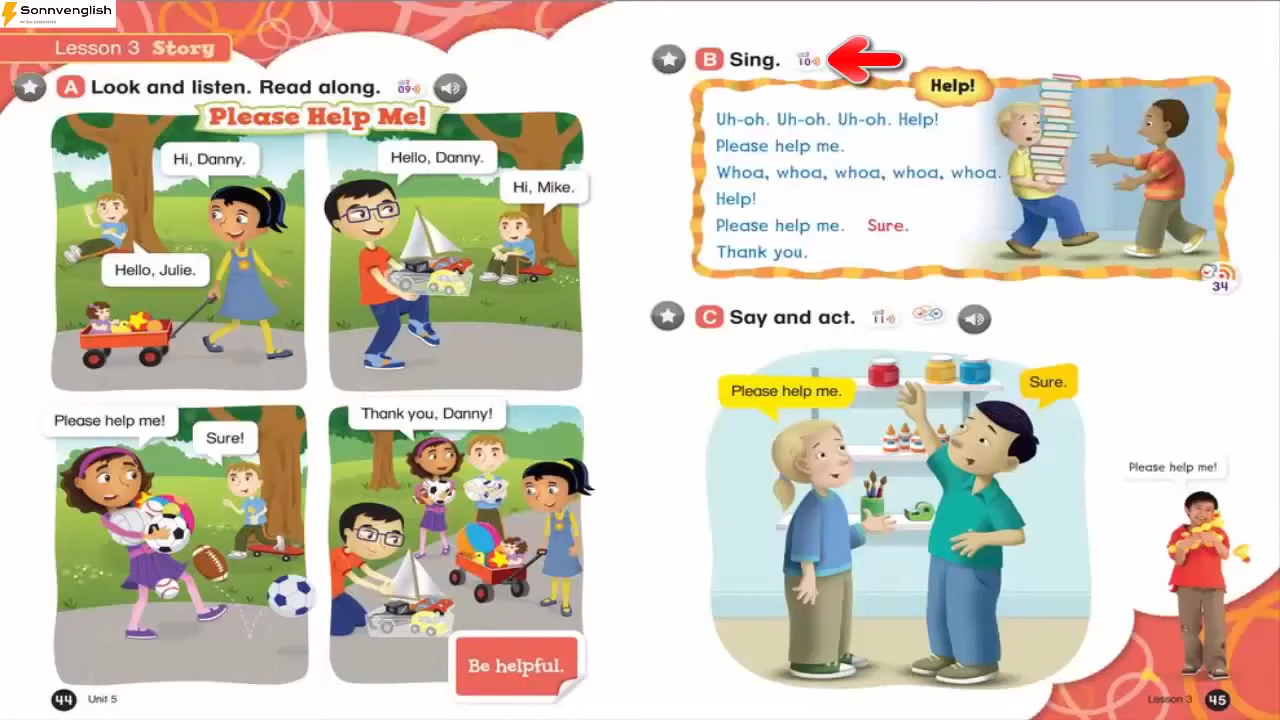 Sonnvenglish
Lesson 3 Story
A Look and listen. Read along. 09
Please Help Me!
Hi, Danny.
Hello, Julie.
Hello, Danny.
Hi, Mike.
Please help me!
Sure!
Thank you, Danny!
Be helpful.
44 Unit 5
B Sing. 10
Help!
Uh-oh. Uh-oh. Uh-oh. Help!
Please help me.
Whoa, whoa, whoa, whoa, whoa.
Help!
Please help me. Sure.
Thank you.
34
C Say and act. 11
Please help me.
Sure.
Please help me!
Lesson 3 45